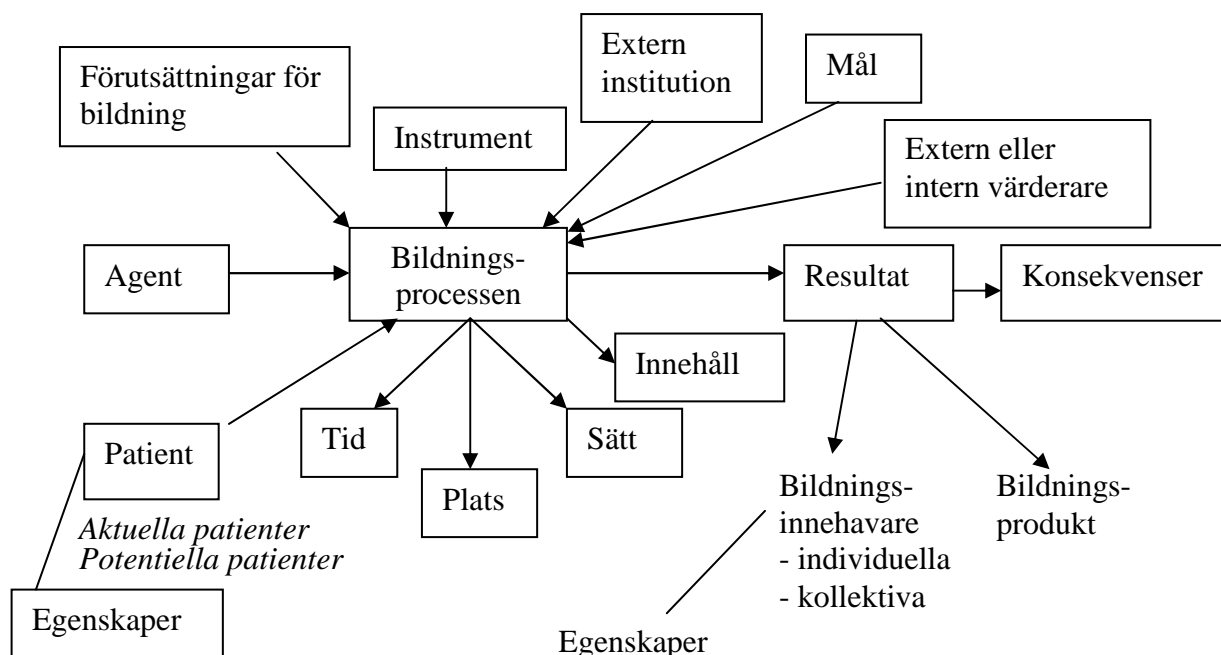 Extern
institution
Mål
Förutsättningar för
bildning
Instrument
Extern eller
intern värderare
Agent
Bildnings-
processen
Resultat
Konsekvenser
Innehåll
Patient
Tid
Sätt
Plats
Aktuella patienter
Potentiella patienter
Bildnings-
innehavare
- individuella
- kollektiva
Bildnings-
produkt
Egenskaper
Egenskaper